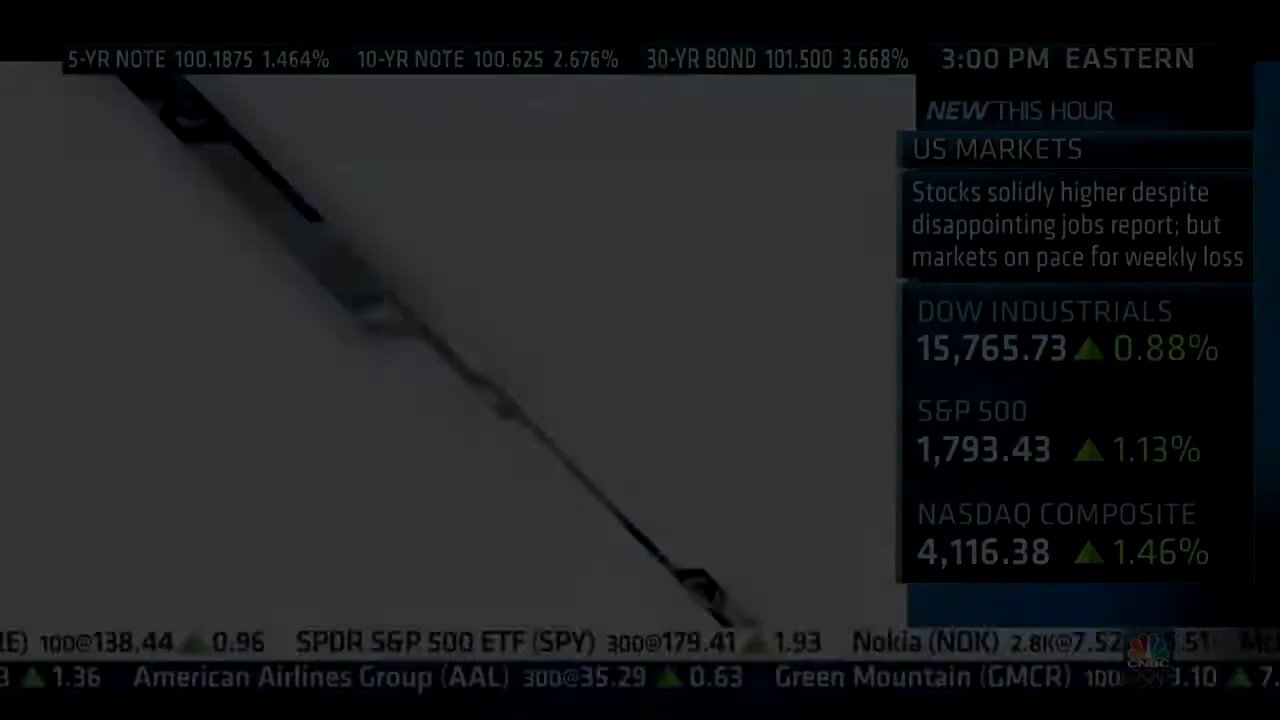 5-YR NOTE 100.1875 1.464% 10-YR NOTE 100.625 2.676% 30-YR BOND 101.500 3.668%
3:00 PM EASTERN
NEW THIS HOUR
US MARKETS
Stocks solidly higher despite
disappointing jobs report; but
markets on pace for weekly loss
DOW INDUSTRIALS
15,765.73 ▲ 0.88%
S&P 500
1,793.43 ▲ 1.13%
NASDAQ COMPOSITE
4,116.38 ▲ 1.46%
100@138.44 ▲ 0.96 SPDR S&P 500 ETF (SPY) 300@179.41 ▲ 1.93 Nokia (NOK) 2.8K@7.52
CNBC
▲ 1.36 American Airlines Group (AAL) 300@35.29 ▲ 0.63 Green Mountain (GMCR)